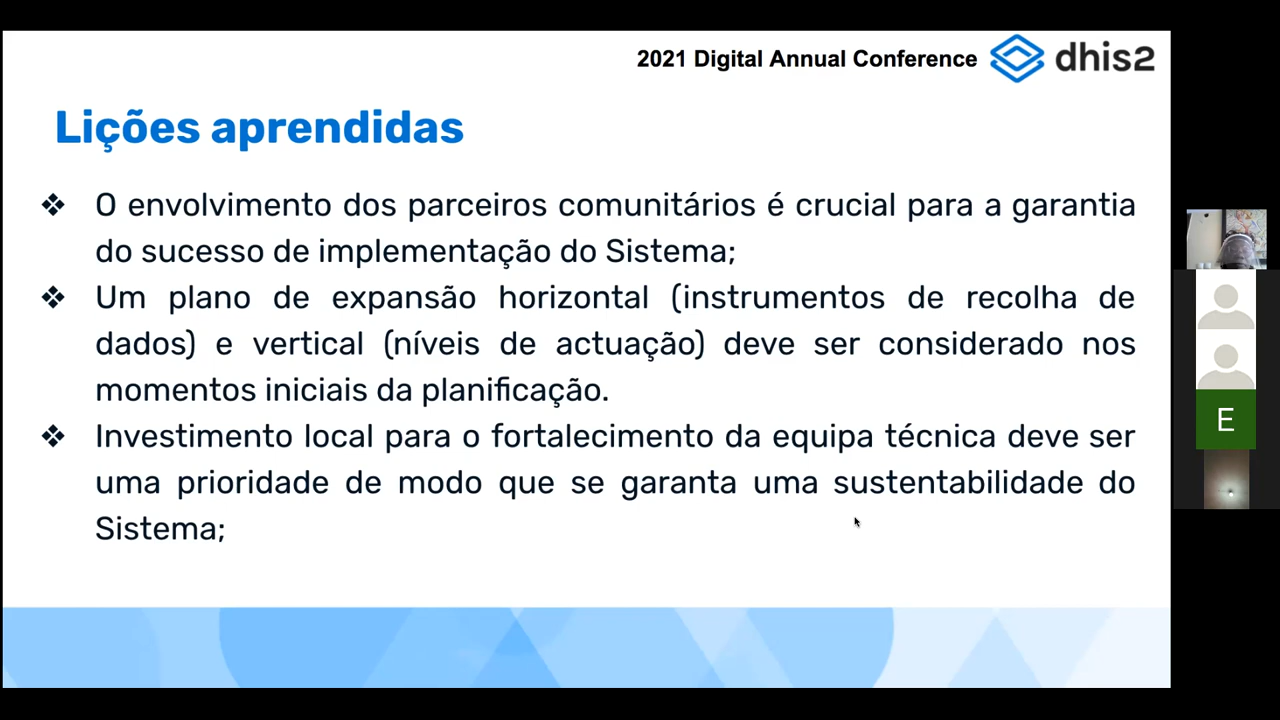 2021 Digital Annual Conference dhis2
Lições aprendidas
❖ O envolvimento dos parceiros comunitários é crucial para a garantia
do sucesso de implementação do Sistema;
❖ Um plano de expansão horizontal (instrumentos de recolha de
dados) e vertical (níveis de actuação) deve ser considerado nos
momentos iniciais da planificação.
❖ Investimento local para o fortalecimento da equipa técnica deve ser
uma prioridade de modo que se garanta uma sustentabilidade do
Sistema;
E